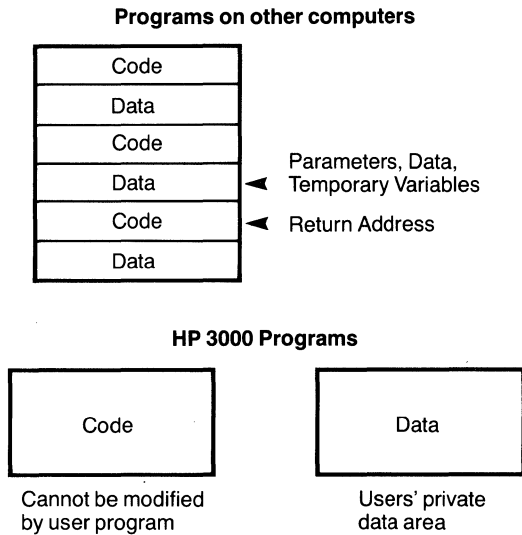 Programs on other computers
Code
Data
Code
Data
Parameters, Data,
Temporary Variables
Code
Return Address
Data
HP 3000 Programs
Code
Data
Cannot be modified
by user program
Users' private
data area